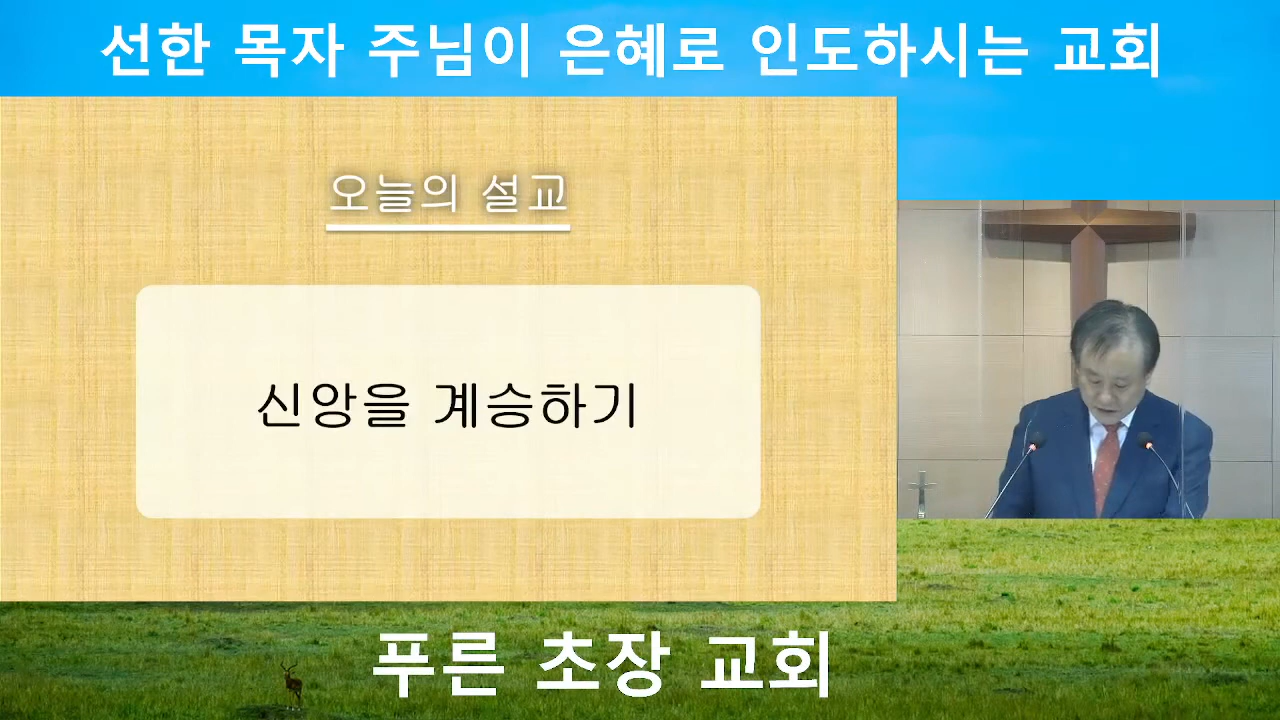 선한 목자 주님이 은혜로 인도하시는 교회
오늘의 설교
신앙을 계승하기
푸른 초장 교회